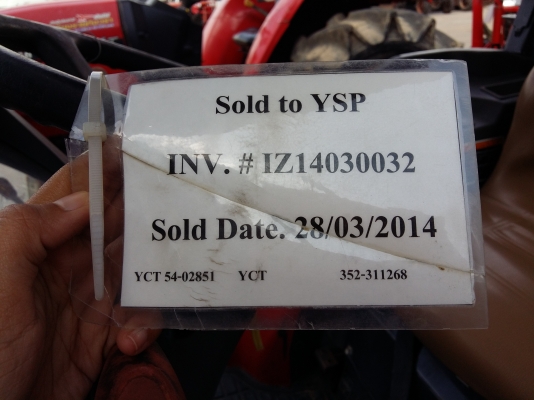 Sold to YSP
INV. # IZ14030032
Sold Date. 28/03/2014
YCT 54-02851 YCT 352-311268